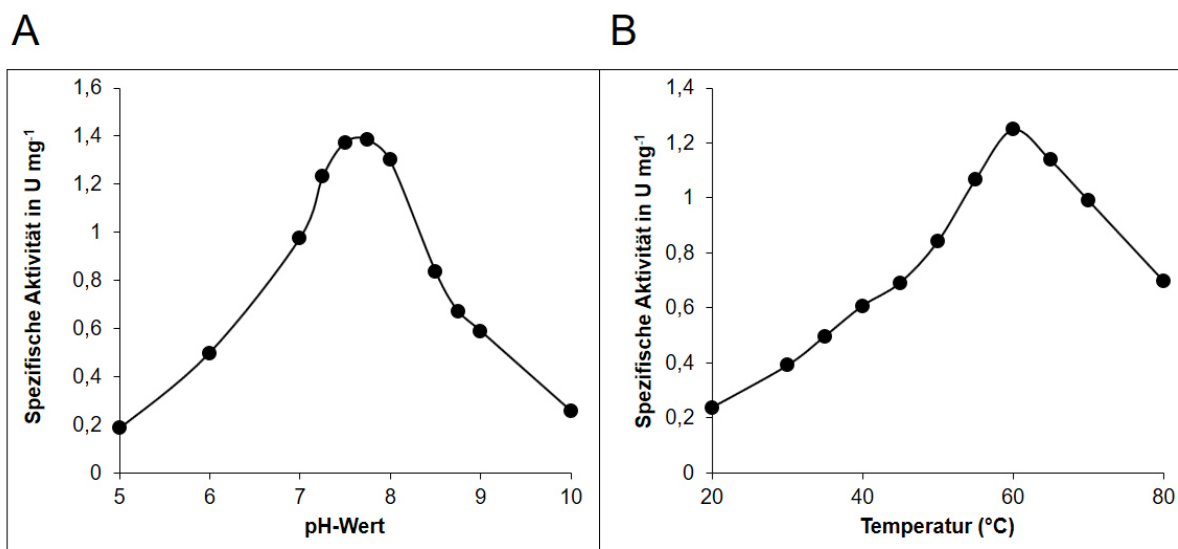 A
B
Spezifische Aktivität in U mg⁻¹
1,6
1,4
1,2
1
0,8
0,6
0,4
0,2
0
5 6 7 8 9 10
pH-Wert
Spezifische Aktivität in U mg⁻¹
1,4
1,2
1
0,8
0,6
0,4
0,2
0
20 40 60 80
Temperatur (°C)